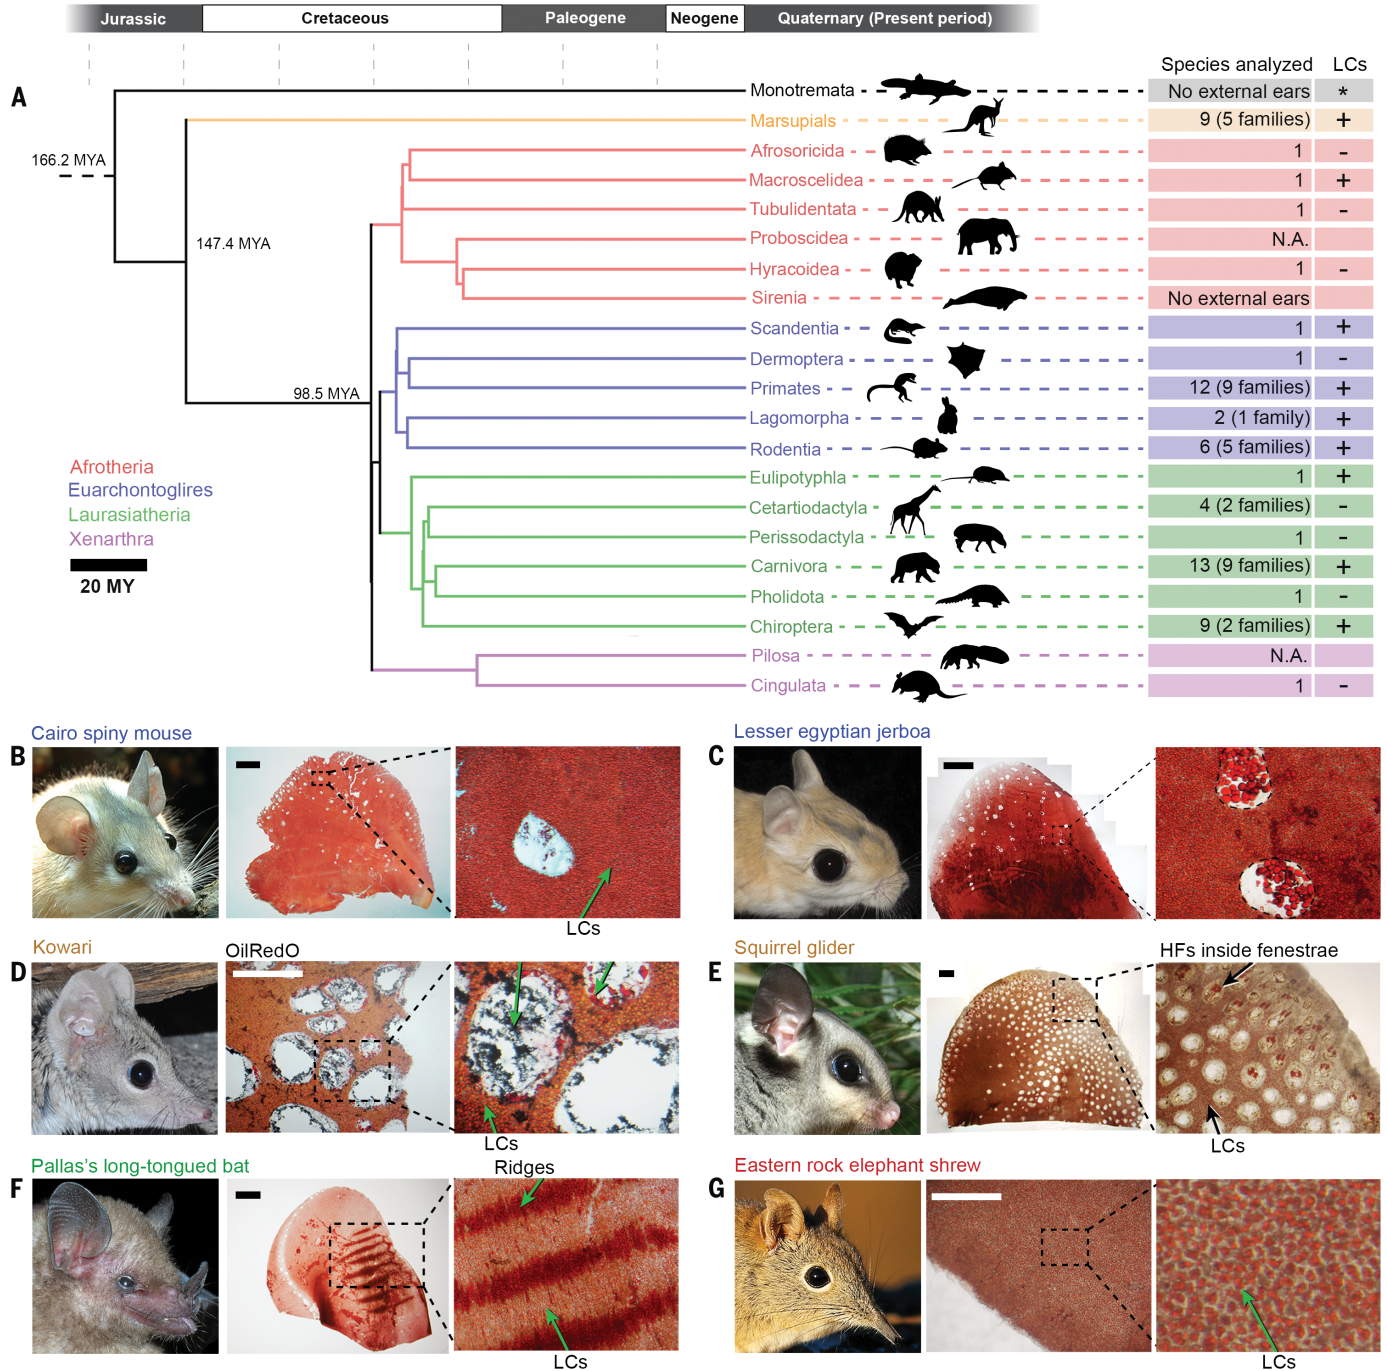 Jurassic Cretaceous Paleogene Neogene Quaternary (Present period)
Species analyzed LCs
A
Monotremata No external ears *
Marsupials 9 (5 families) +
Afrosoricida 1 -
166.2 MYA
Macroscelidea 1 +
Tubulidentata 1 -
147.4 MYA
Proboscidea N.A.
Hyracoidea 1 -
Sirenia No external ears
Scandentia 1 +
Dermoptera 1 -
98.5 MYA
Primates 12 (9 families) +
Lagomorpha 2 (1 family) +
Rodentia 6 (5 families) +
Afrotheria
Euarchontoglires
Laurasiatheria
Xenarthra
20 MY
Eulipotyphla 1 +
Cetartiodactyla 4 (2 families) -
Perissodactyla 1 -
Carnivora 13 (9 families) +
Pholidota 1 -
Chiroptera 9 (2 families) +
Pilosa N.A.
Cingulata 1 -
Cairo spiny mouse
B
LCs
Lesser egyptian jerboa
C
Kowari
OilRedO
D
LCs
Squirrel glider
HFs inside fenestrae
E
LCs
Pallas's long-tongued bat
Ridges
F
LCs
Eastern rock elephant shrew
G
LCs